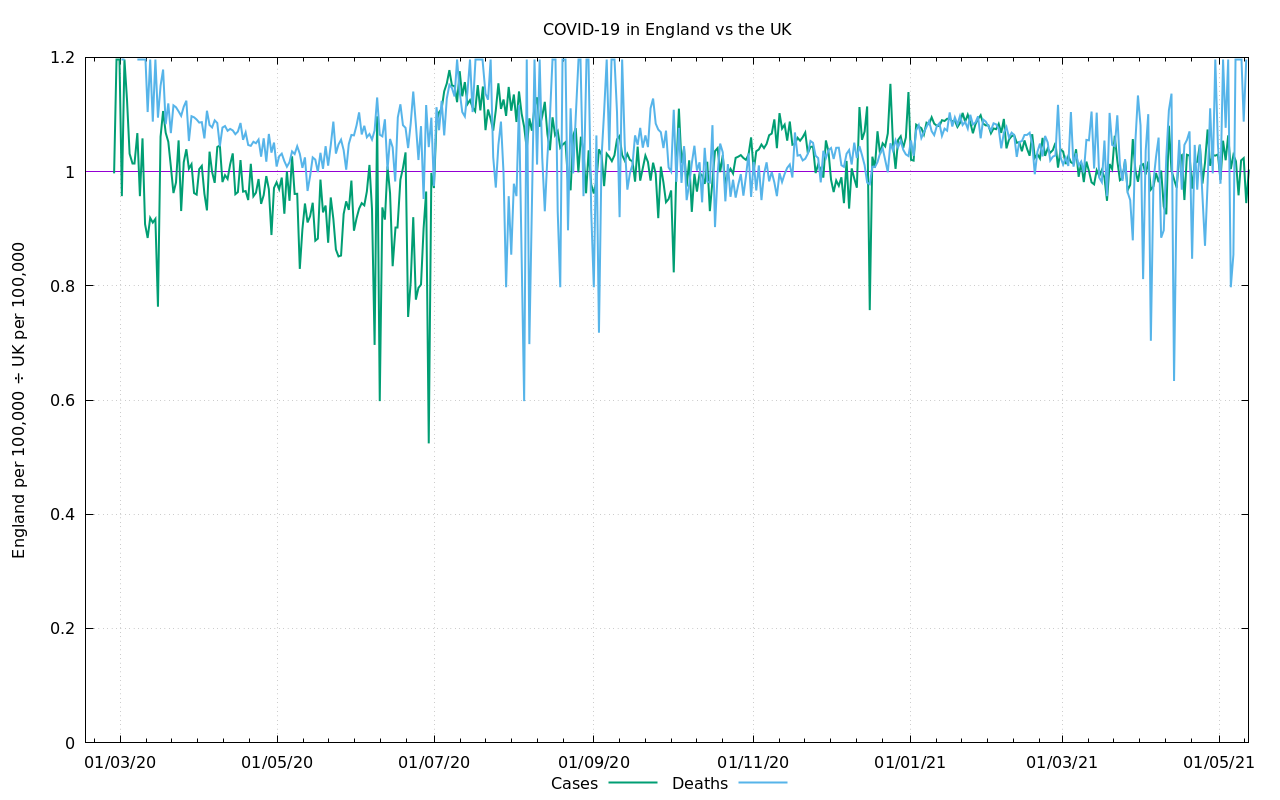 COVID-19 in England vs the UK
England per 100,000 ÷ UK per 100,000
1.2
1
0.8
0.6
0.4
0.2
0
01/03/20 01/05/20 01/07/20 01/09/20 01/11/20 01/01/21 01/03/21 01/05/21
Cases Deaths